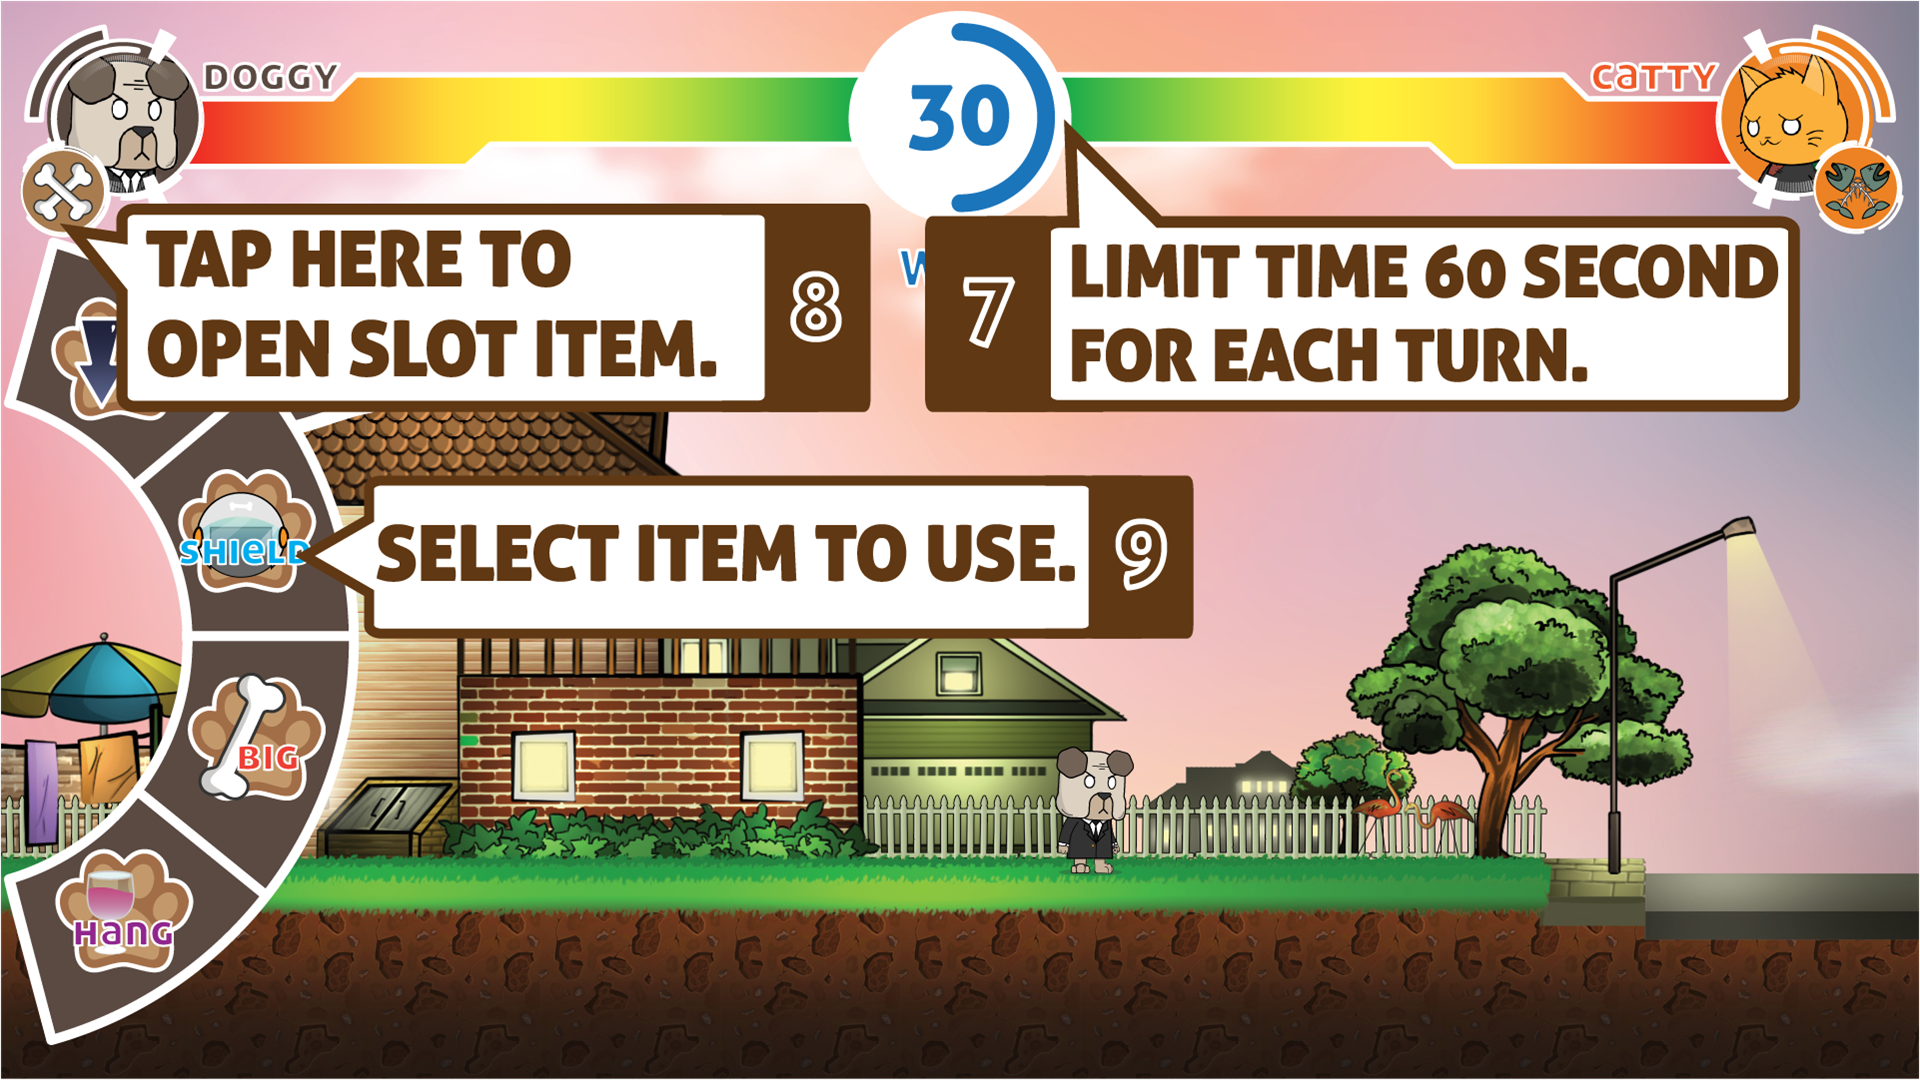 DOGGY
30
CaTTY
TAP HERE TO
OPEN SLOT ITEM.
8
W
7
LIMIT TIME 60 SECOND
FOR EACH TURN.
SHIeLD
SELECT ITEM TO USE.
9
BIG
HanG